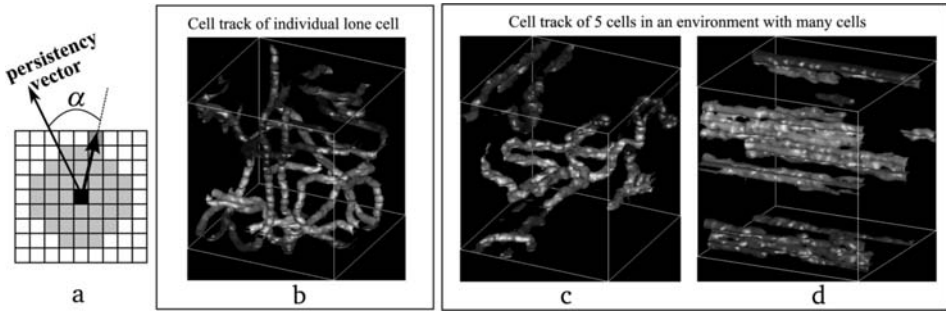 Cell track of individual lone cell
Cell track of 5 cells in an environment with many cells
persistency
vector
α
a
b
c
d